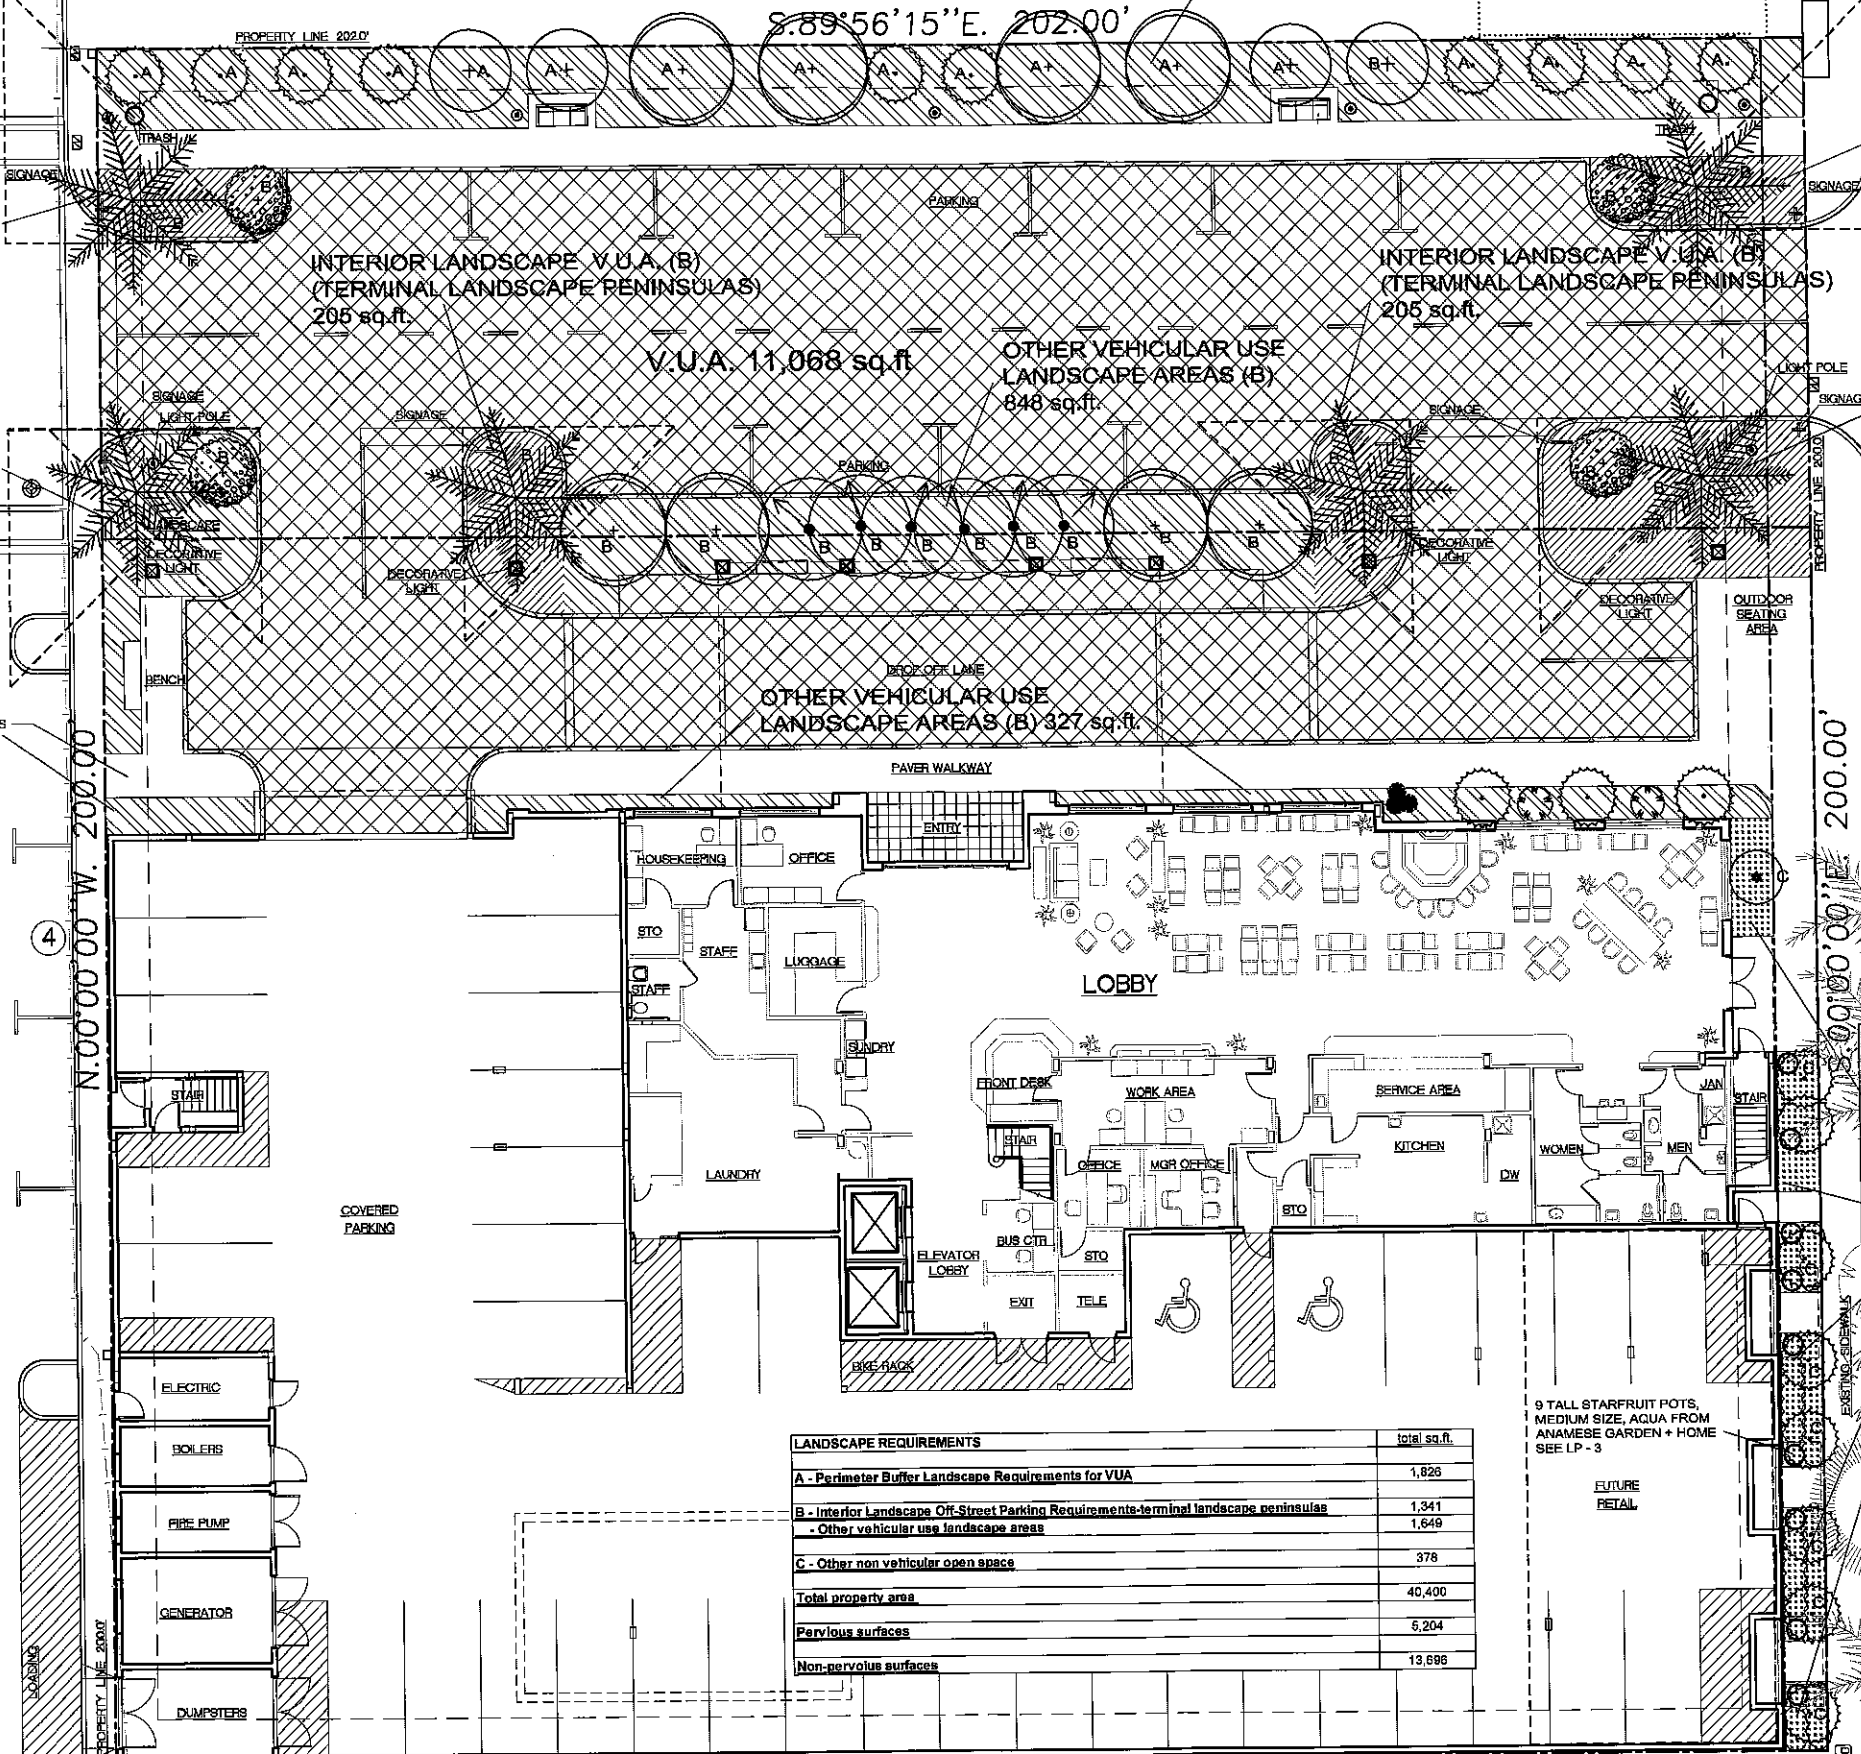 S.89°56'15"E. 202.00'
PROPERTY LINE 202.0'
A A A A A A A A A A A A A B A A A A
TRASH
TRASH
SIGNAGE
SIGNAGE
B
B
B
B
PARKING
INTERIOR LANDSCAPE V.U.A. (B)
(TERMINAL LANDSCAPE PENINSULAS)
205 sq.ft.
INTERIOR LANDSCAPE V.U.A. (B)
(TERMINAL LANDSCAPE PENINSULAS)
205 sq.ft.
V.U.A. 11,068 sq.ft
OTHER VEHICULAR USE
LANDSCAPE AREAS (B)
848 sq.ft.
LIGHT POLE
SIGNAGE
LIGHT POLE
SIGNAGE
SIGNAGE
SIGNAG
PARKING
B
B
B
B
B
B
B B B B B B B B B B
PROPERTY LINE 200.0'
LANDSCAPE
DECORATIVE
LIGHT
DECORATIVE
LIGHT
DECORATIVE
LIGHT
DECORATIVE
LIGHT
OUTDOOR
SEATING
AREA
BENCH
DROP OFF LANE
OTHER VEHICULAR USE
LANDSCAPE AREAS (B) 327 sq.ft.
S
PAVER WALKWAY
N.00°00'00"W. 200.00'
S.00°00'00"E. 200.00'
ENTRY
HOUSEKEEPING
OFFICE
C
4
STO
STAFF
LUGGAGE
STAFF
LOBBY
SUNDRY
FRONT DESK
WORK AREA
SERVICE AREA
JAN
STAIR
STAIR
STAIR
KITCHEN
WOMEN
MEN
OFFICE
MGR OFFICE
DW
LAUNDRY
COVERED
PARKING
STO
BUS CTR
ELEVATOR
LOBBY
STO
EXIT
TELE
BIKE RACK
ELECTRIC
BOILERS
FIRE PUMP
GENERATOR
DUMPSTERS
LOADING
PROPERTY LINE 200.0'
EXISTING SIDEWALK
9 TALL STARFRUIT POTS,
MEDIUM SIZE, AQUA FROM
ANAMESE GARDEN + HOME
SEE LP - 3
FUTURE
RETAIL
LANDSCAPE REQUIREMENTS total sq.ft.
A - Perimeter Buffer Landscape Requirements for VUA 1,826
B - Interior Landscape Off-Street Parking Requirements-terminal landscape peninsulas 1,341
- Other vehicular use landscape areas 1,649
C - Other non vehicular open space 378
Total property area 40,400
Pervious surfaces 5,204
Non-pervoius surfaces 13,696